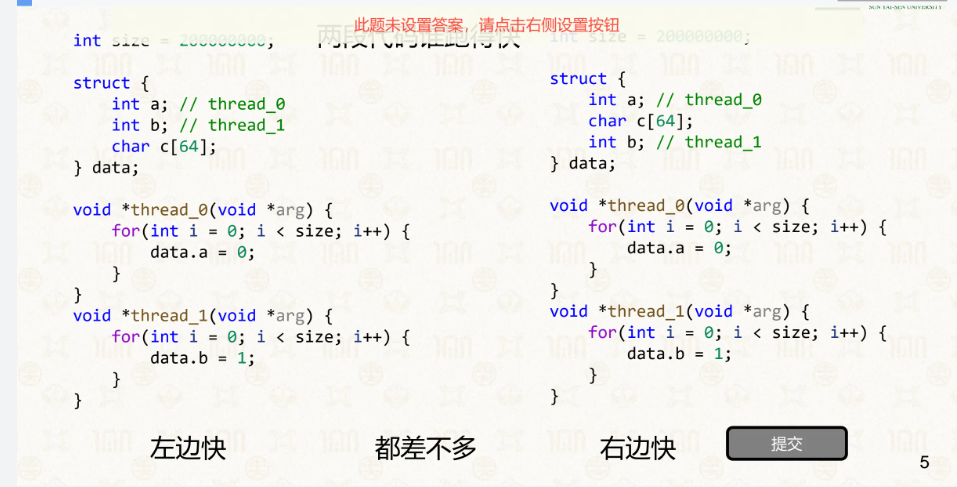 SUN YAT-SEN UNIVERSITY
此题未设置答案，请点击右侧设置按钮
两段代码谁跑得快
int size = 200000000;
struct {
    int a; // thread_0
    int b; // thread_1
    char c[64];
} data;
void *thread_0(void *arg) {
    for(int i = 0; i < size; i++) {
        data.a = 0;
    }
}
void *thread_1(void *arg) {
    for(int i = 0; i < size; i++) {
        data.b = 1;
    }
}
int size = 200000000;
struct {
    int a; // thread_0
    char c[64];
    int b; // thread_1
} data;
void *thread_0(void *arg) {
    for(int i = 0; i < size; i++) {
        data.a = 0;
    }
}
void *thread_1(void *arg) {
    for(int i = 0; i < size; i++) {
        data.b = 1;
    }
}
左边快
都差不多
右边快
提交
5